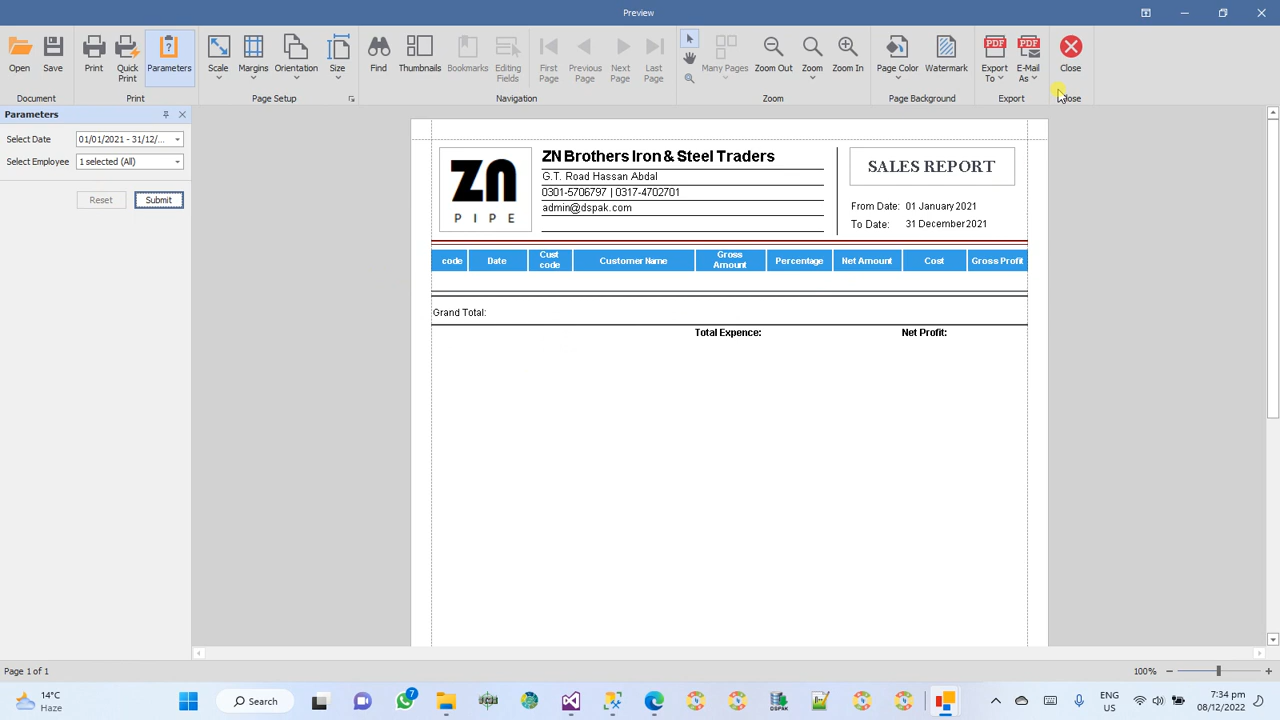 Preview
Open
Save
Print
Quick Print
Parameters
Scale
Margins
Orientation
Size
Find
Thumbnails
Bookmarks
Editing Fields
First Page
Previous Page
Next Page
Last Page
Many Pages
Zoom Out
Zoom
Zoom In
Page Color
Watermark
PDF
Export To
PDF
E-Mail As
Close
Document
Print
Page Setup
Navigation
Zoom
Page Background
Export
Close
Parameters
Select Date 01/01/2021 - 31/12/...
Select Employee 1 selected (All)
Reset Submit
zn
PIPE
ZN Brothers Iron & Steel Traders
G.T. Road Hassan Abdal
0301-5706797 | 0317-4702701
admin@dspak.com
SALES REPORT
From Date: 01 January 2021
To Date: 31 December 2021
code Date Cust code Customer Name Gross Amount Percentage Net Amount Cost Gross Profit
Grand Total:
Total Expence: Net Profit:
Page 1 of 1
100%
14°C
Haze
Search
7
DSPAK
ENG
US
7:34 pm
08/12/2022